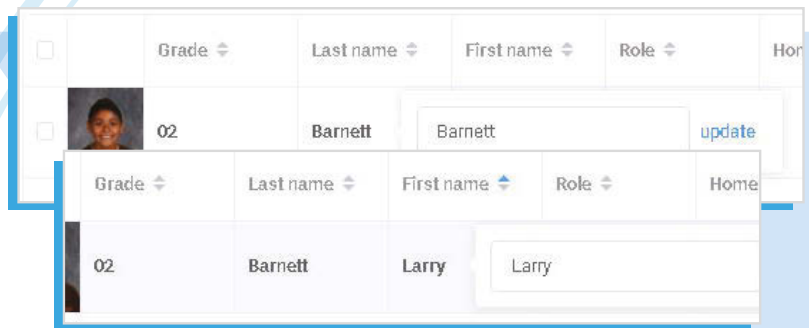 Grade Last name First name Role Hor
02 Barnett Barnett update
Grade Last name First name Role Home
02 Barnett Larry Larry